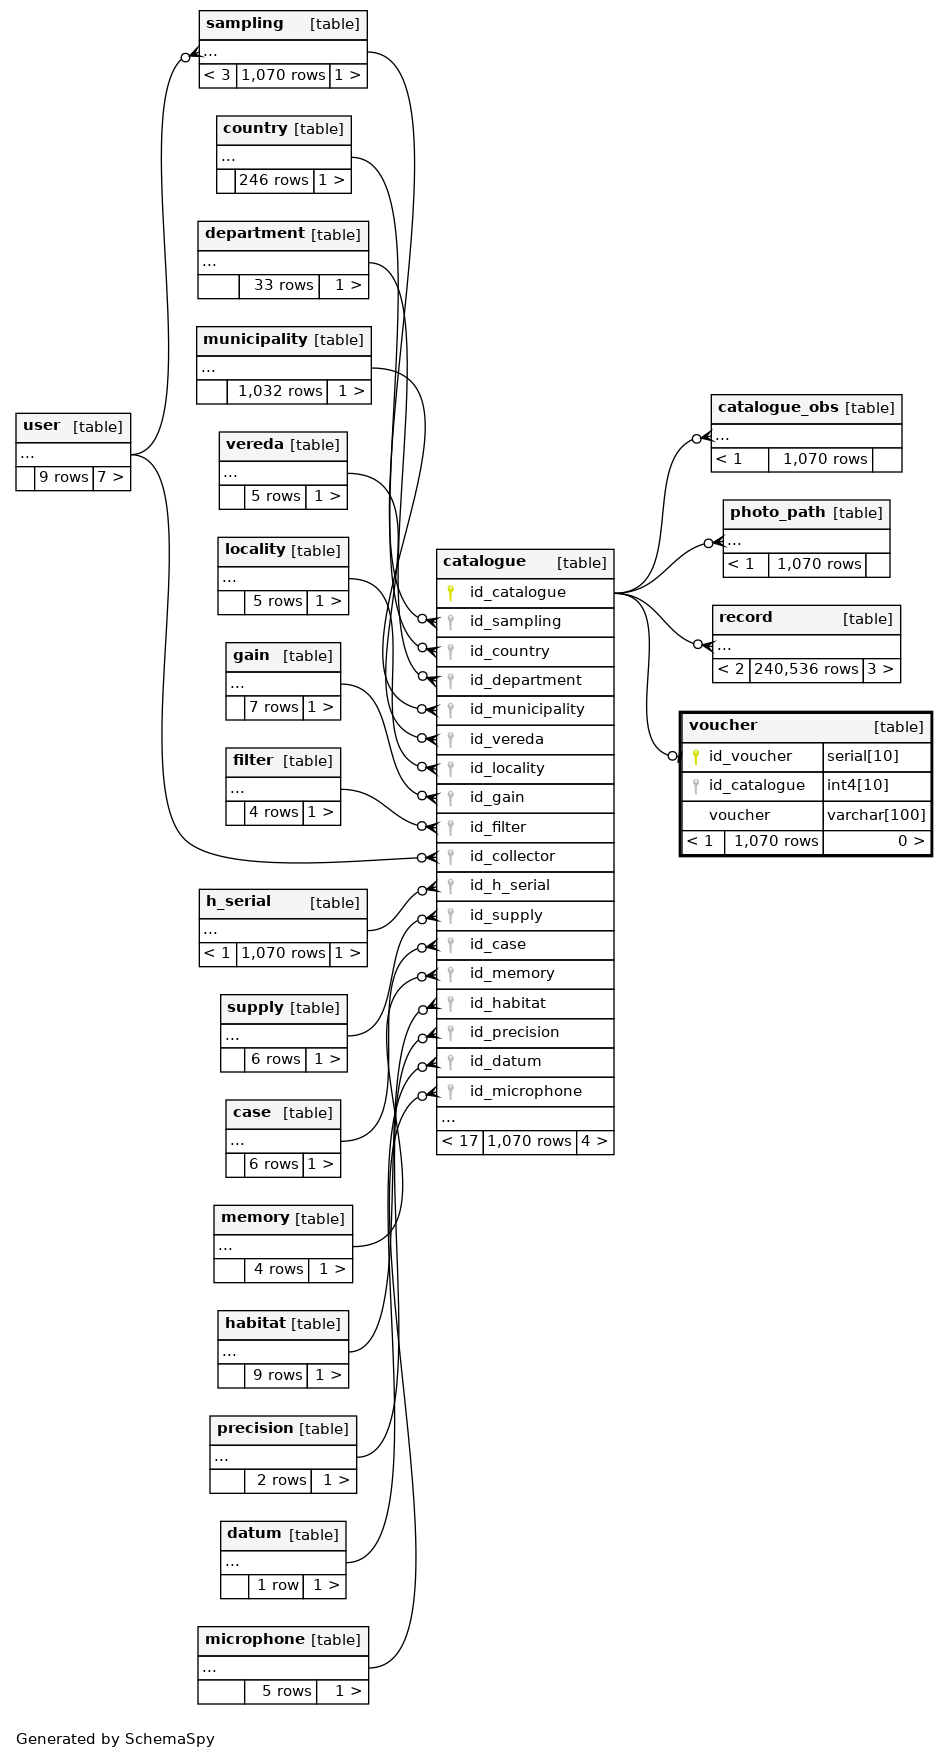 sampling [table]
...
< 3 1,070 rows 1 >
country [table]
...
246 rows 1 >
department [table]
...
33 rows 1 >
municipality [table]
...
1,032 rows 1 >
user [table]
...
9 rows 7 >
vereda [table]
...
5 rows 1 >
locality [table]
...
5 rows 1 >
gain [table]
...
7 rows 1 >
filter [table]
...
4 rows 1 >
h_serial [table]
...
< 1 1,070 rows 1 >
supply [table]
...
6 rows 1 >
case [table]
...
6 rows 1 >
memory [table]
...
4 rows 1 >
habitat [table]
...
9 rows 1 >
precision [table]
...
2 rows 1 >
datum [table]
...
1 row 1 >
microphone [table]
...
5 rows 1 >
catalogue [table]
id_catalogue
id_sampling
id_country
id_department
id_municipality
id_vereda
id_locality
id_gain
id_filter
id_collector
id_h_serial
id_supply
id_case
id_memory
id_habitat
id_precision
id_datum
id_microphone
...
< 17 1,070 rows 4 >
catalogue_obs [table]
...
< 1 1,070 rows
photo_path [table]
...
< 1 1,070 rows
record [table]
...
< 2 240,536 rows 3 >
voucher [table]
id_voucher serial[10]
id_catalogue int4[10]
voucher varchar[100]
< 1 1,070 rows 0 >
Generated by SchemaSpy